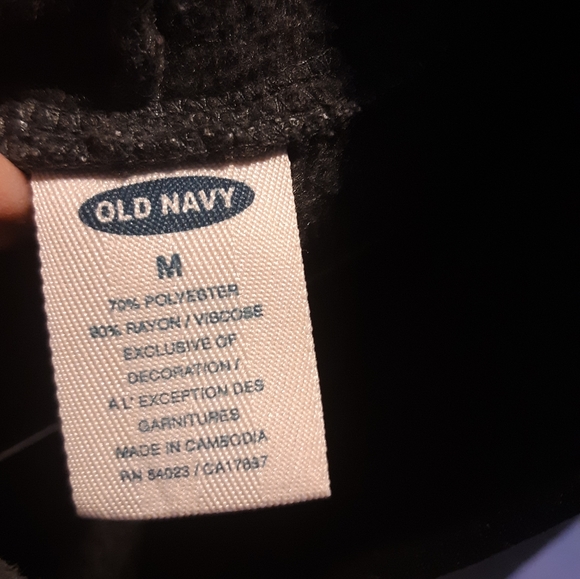 OLD NAVY
M
70% POLYESTER
30% RAYON / VISCOSE
EXCLUSIVE OF
DECORATION /
A L' EXCEPTION DES
GARNITURES
MADE IN CAMBODIA
RN 54023 / CA17897